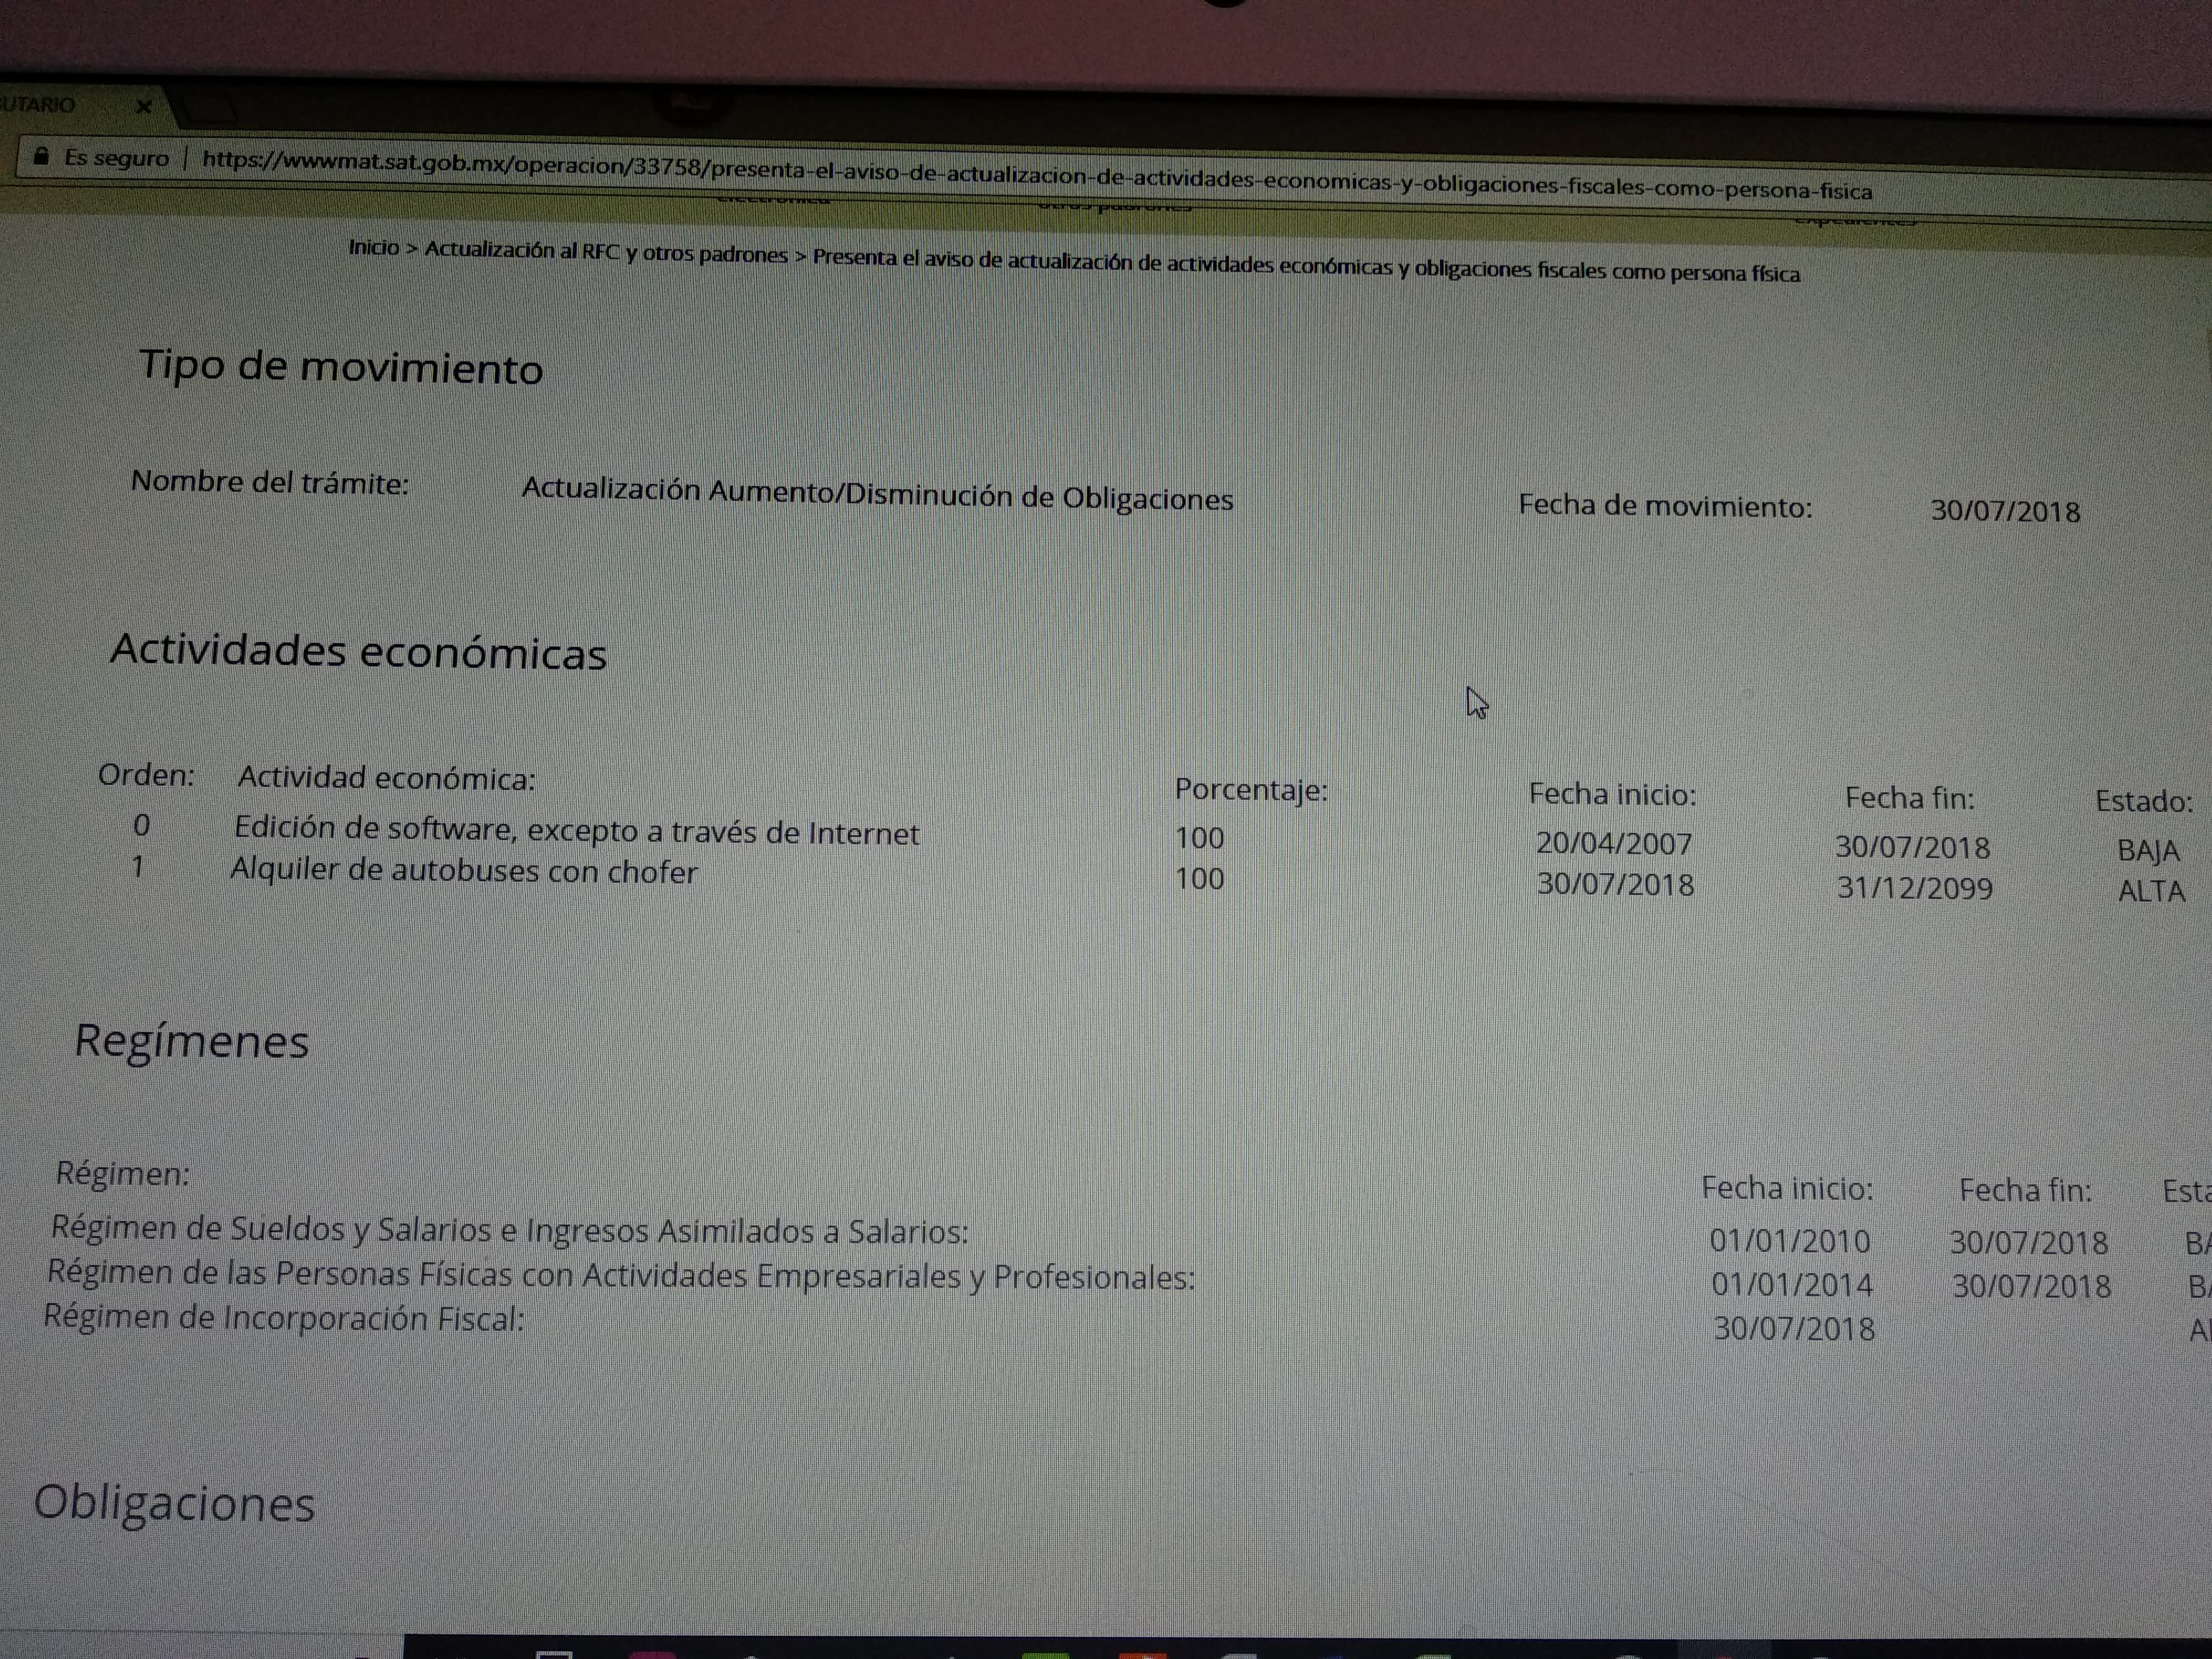 UTARIO ×
Es seguro | https://wwwmat.sat.gob.mx/operacion/33758/presenta-el-aviso-de-actualizacion-de-actividades-economicas-y-obligaciones-fiscales-como-persona-fisica
Inicio > Actualización al RFC y otros padrones > Presenta el aviso de actualización de actividades económicas y obligaciones fiscales como persona física
Tipo de movimiento
Nombre del trámite: Actualización Aumento/Disminución de Obligaciones Fecha de movimiento: 30/07/2018
Actividades económicas
Orden: Actividad económica: Porcentaje: Fecha inicio: Fecha fin: Estado:
0 Edición de software, excepto a través de Internet 100 20/04/2007 30/07/2018 BAJA
1 Alquiler de autobuses con chofer 100 30/07/2018 31/12/2099 ALTA
Regímenes
Régimen: Fecha inicio: Fecha fin: Esta
Régimen de Sueldos y Salarios e Ingresos Asimilados a Salarios: 01/01/2010 30/07/2018 BA
Régimen de las Personas Físicas con Actividades Empresariales y Profesionales: 01/01/2014 30/07/2018 BA
Régimen de Incorporación Fiscal: 30/07/2018 Al
Obligaciones